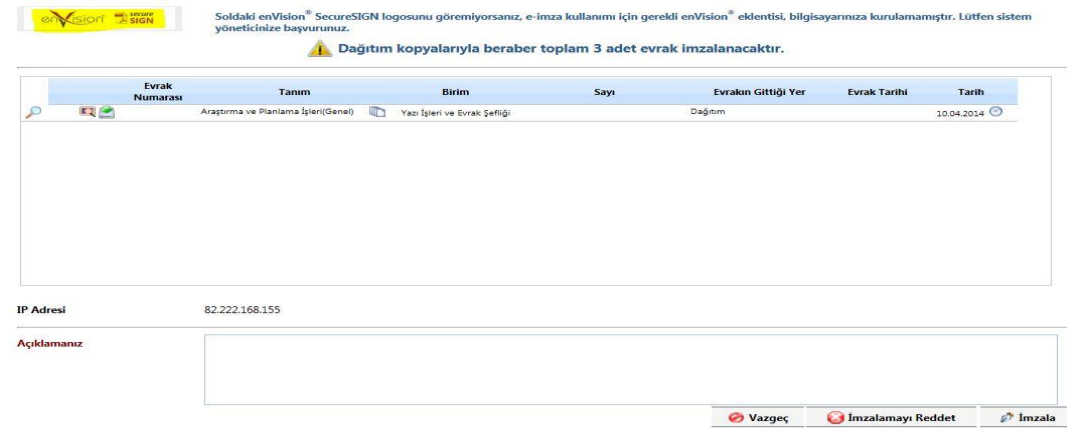 enVision secure SIGN
Soldaki enVision® SecureSIGN logosunu göremiyorsanız, e-imza kullanımı için gerekli enVision® eklentisi, bilgisayarınıza kurulamamıştır. Lütfen sistem
yöneticinize başvurunuz.
Dağıtım kopyalarıyla beraber toplam 3 adet evrak imzalanacaktır.
Evrak Numarası Tanım Birim Sayı Evrakın Gittiği Yer Evrak Tarihi Tarih
Araştırma ve Planlama İşleri(Genel) Yazı İşleri ve Evrak Şefliği Dağıtım 10.04.2014
IP Adresi 82.222.168.155
Açıklamanız
Vazgeç İmzalamayı Reddet İmzala